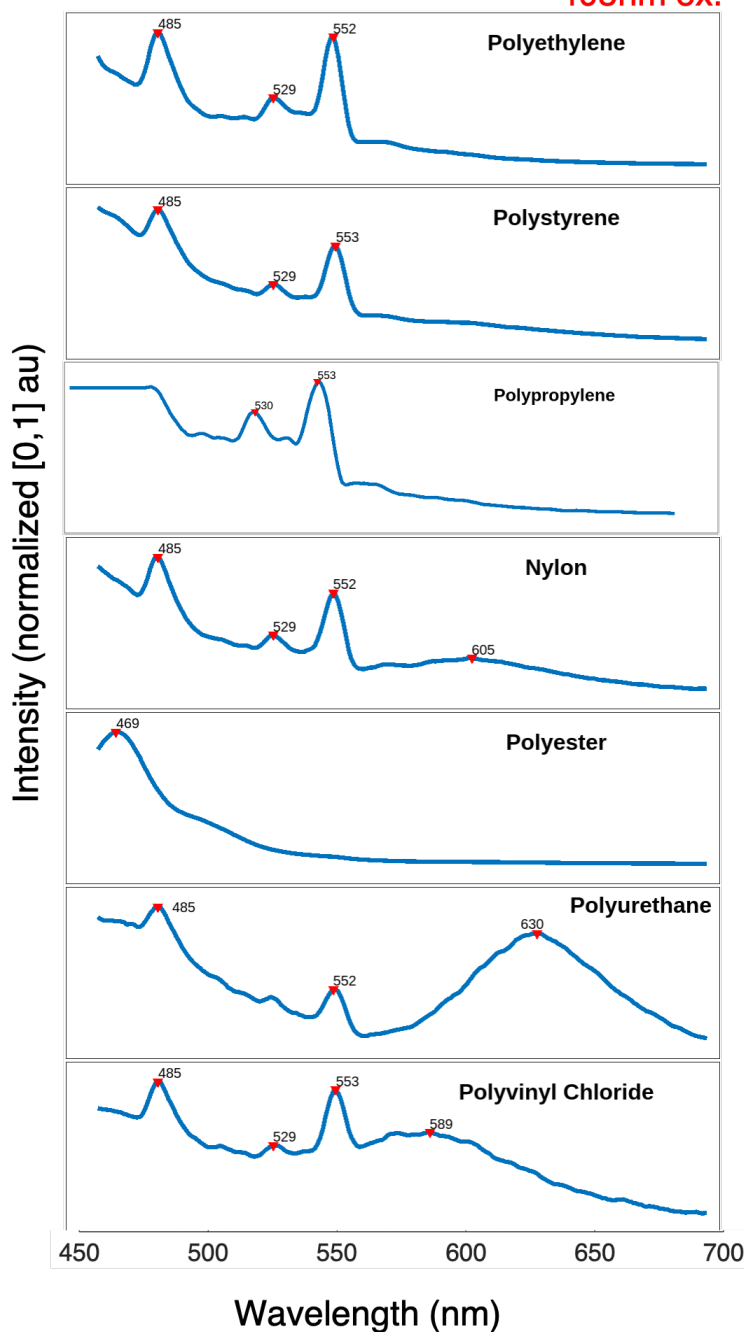 485
552
529
Polyethylene
485
553
529
Polystyrene
553
530
Polypropylene
485
552
529
605
Nylon
469
Polyester
485
552
630
Polyurethane
485
553
529
589
Polyvinyl Chloride
Intensity (normalized [0,1] au)
450 500 550 600 650 700
Wavelength (nm)